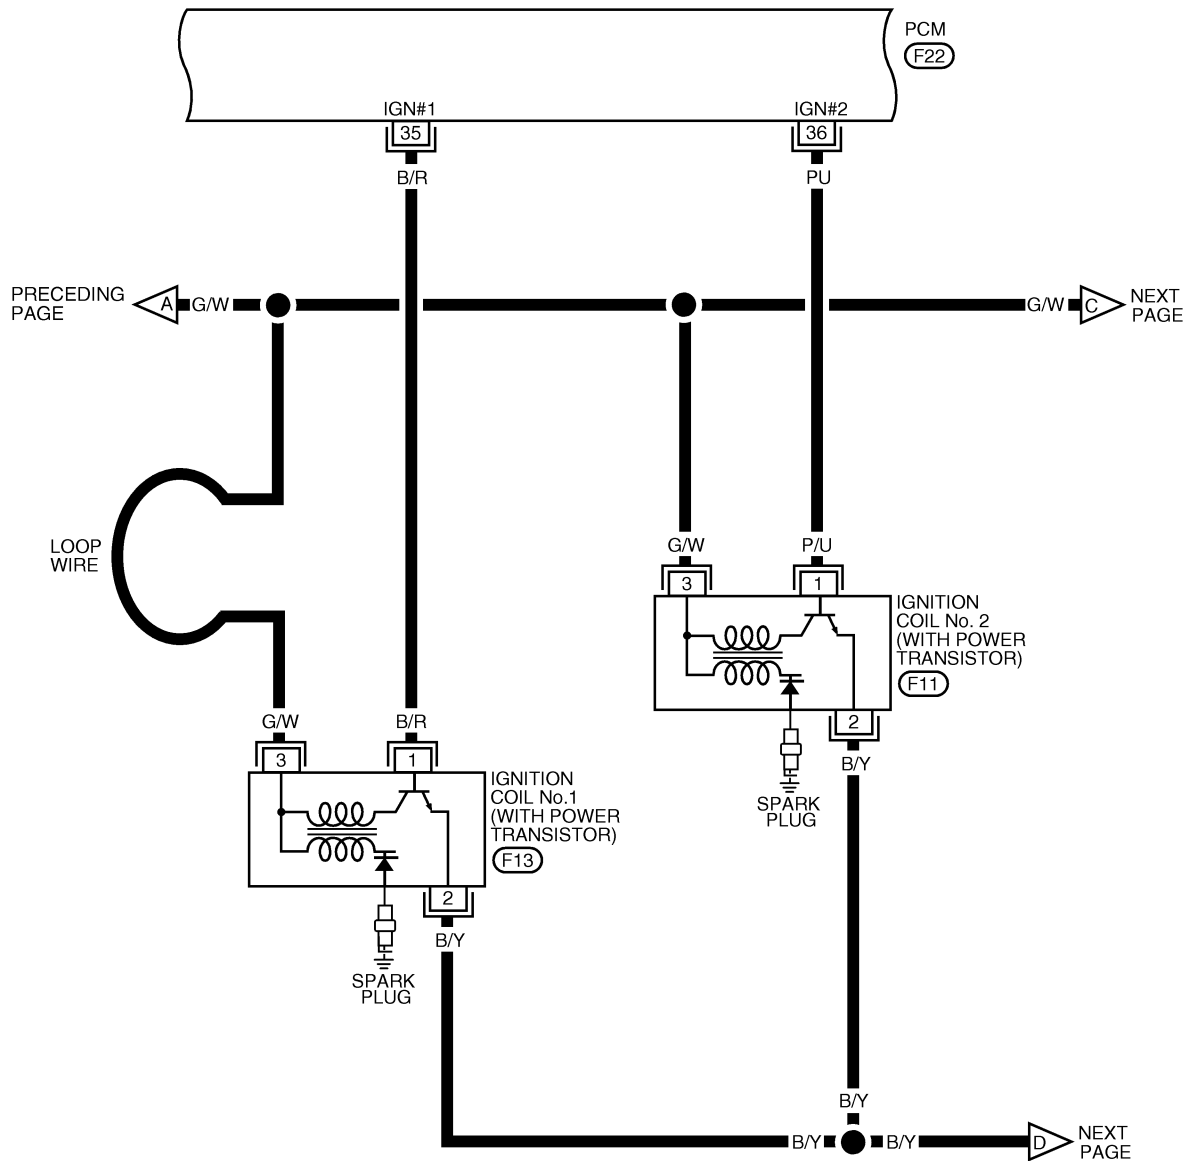 PCM
F22
IGN#1
IGN#2
35
36
B/R
PU
PRECEDING
PAGE
A
G/W
G/W
C
NEXT
PAGE
LOOP
WIRE
G/W
P/U
3
1
IGNITION
COIL No. 2
(WITH POWER
TRANSISTOR)
F11
2
B/Y
SPARK
PLUG
G/W
B/R
3
1
IGNITION
COIL No.1
(WITH POWER
TRANSISTOR)
F13
2
B/Y
SPARK
PLUG
B/Y
B/Y
B/Y
D
NEXT
PAGE